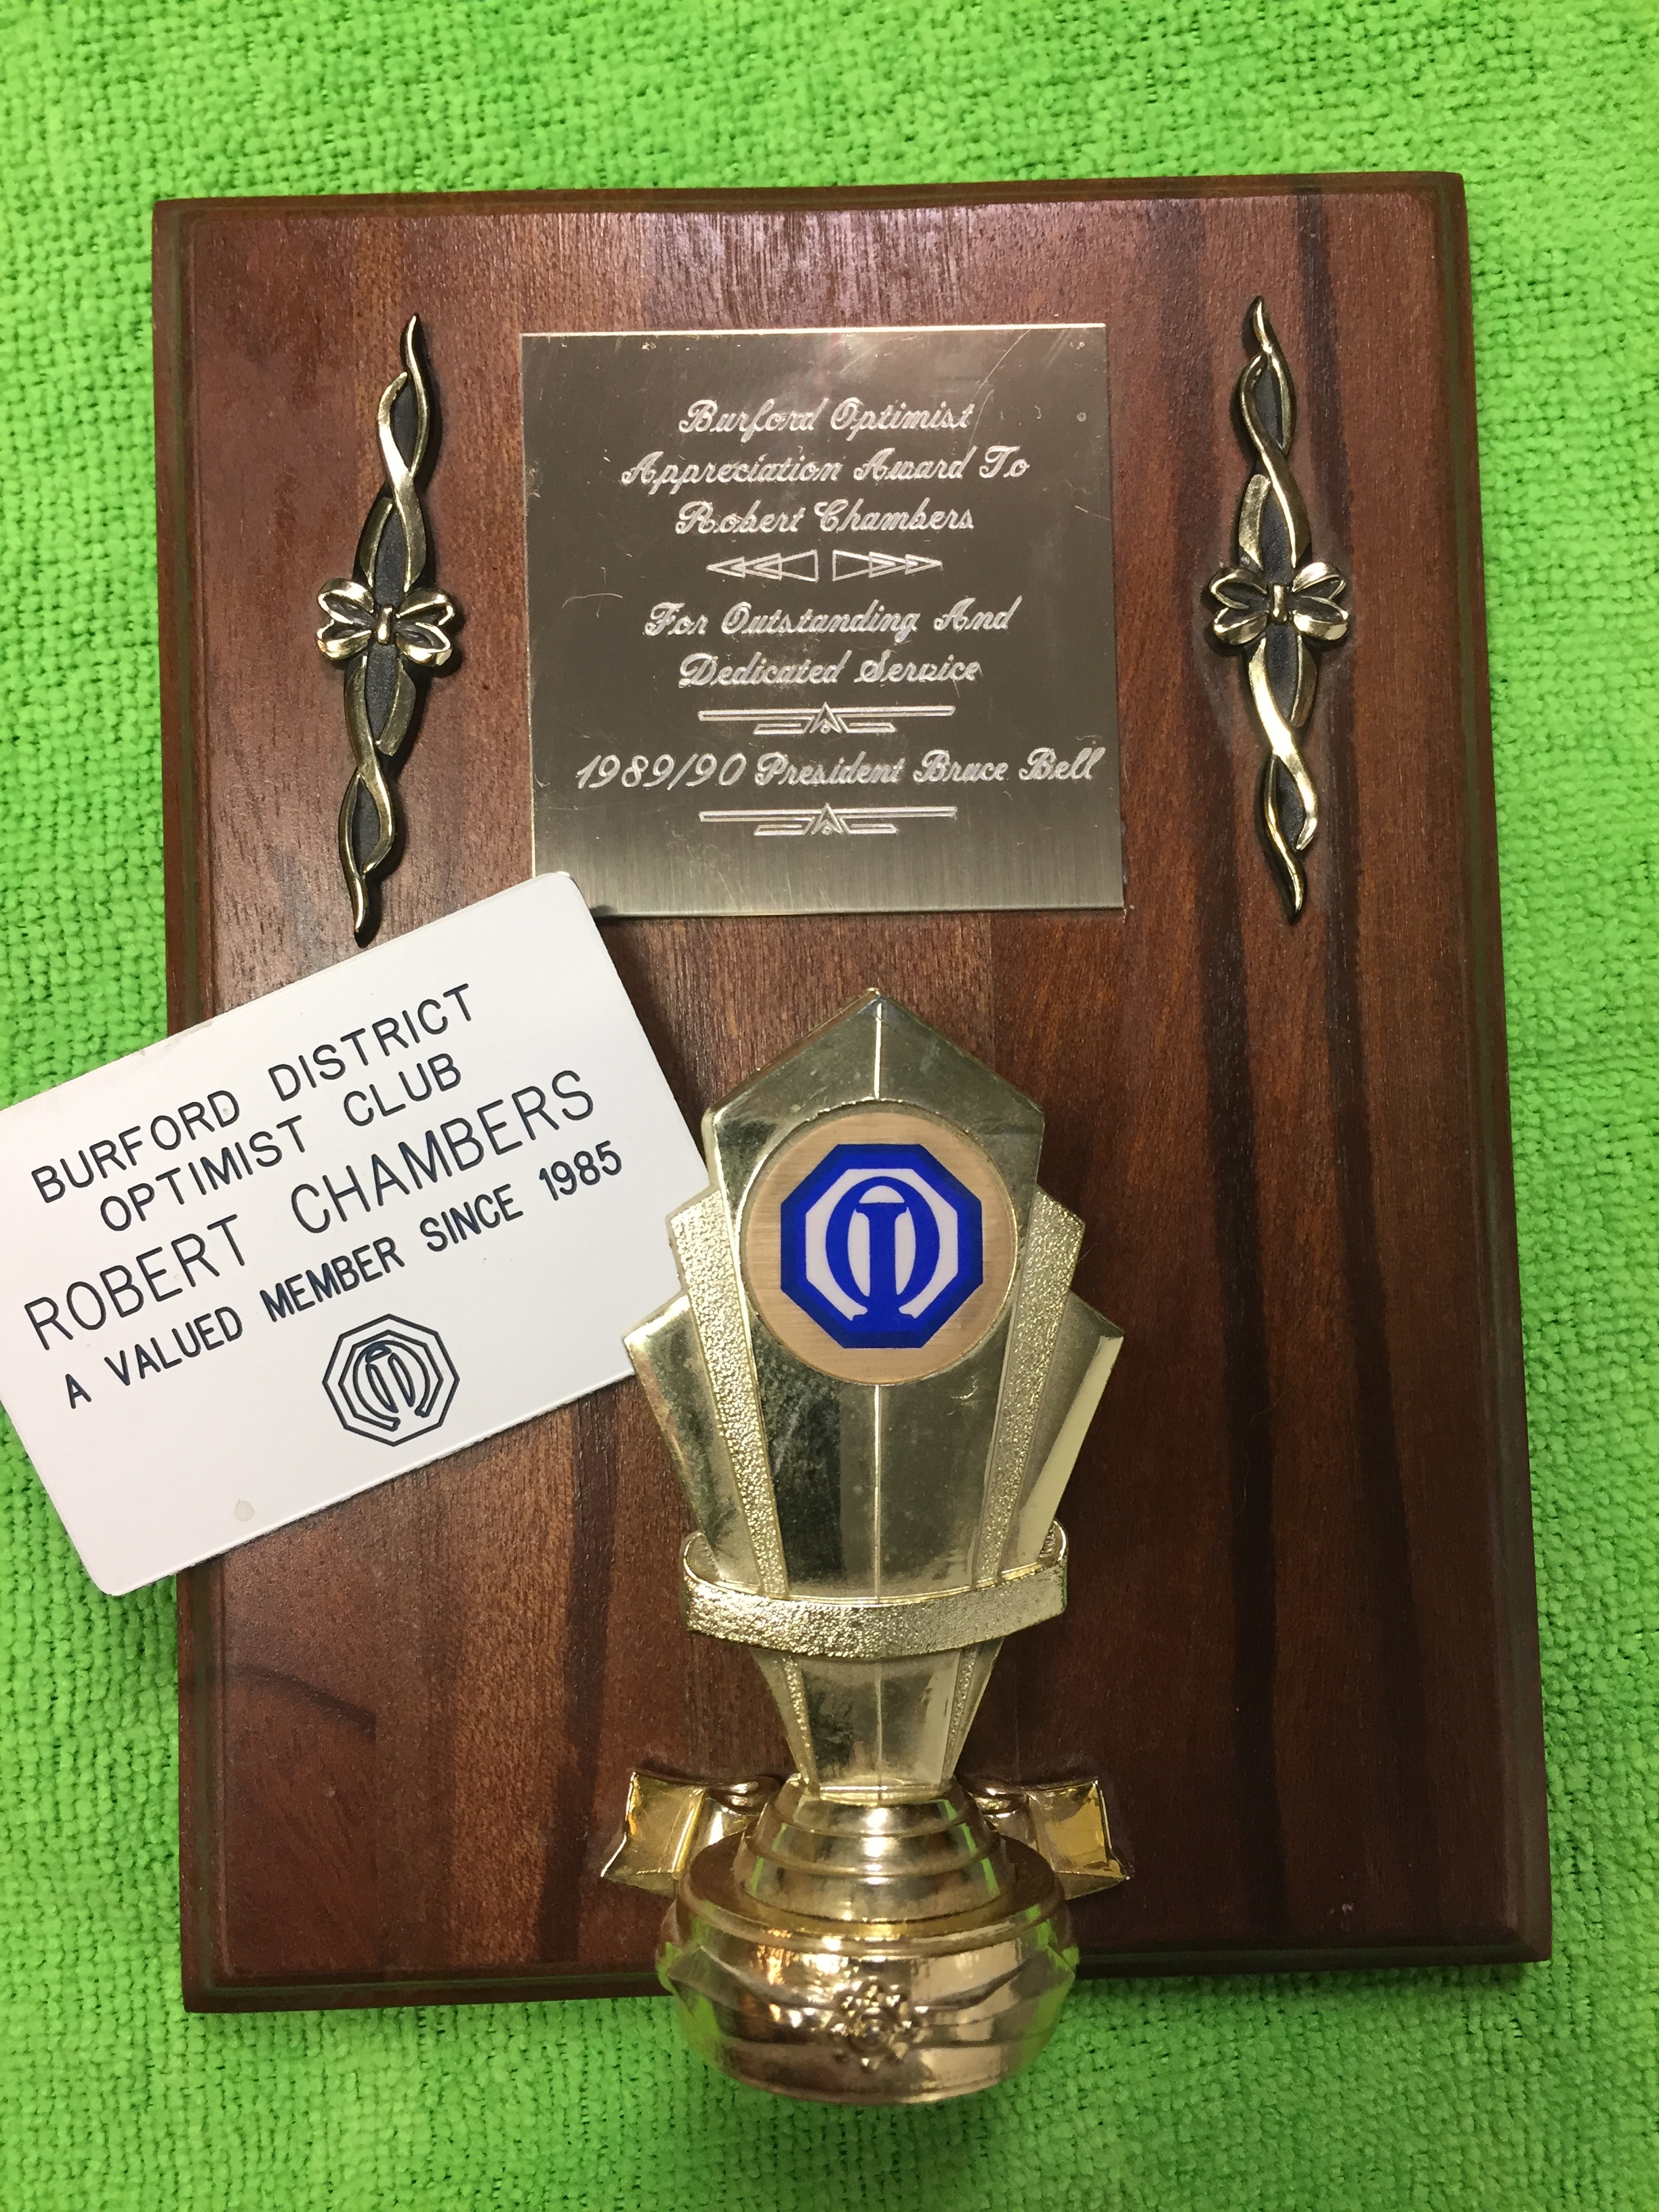 Burford Optimist
Appreciation Award To
Robert Chambers
For Outstanding And
Dedicated Service
1989/90 President Bruce Bell
BURFORD DISTRICT
OPTIMIST CLUB
ROBERT CHAMBERS
A VALUED MEMBER SINCE 1985